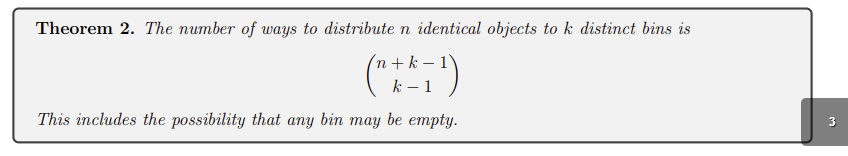 Theorem 2. The number of ways to distribute n identical objects to k distinct bins is
(n + k − 1
k − 1)
This includes the possibility that any bin may be empty.
3